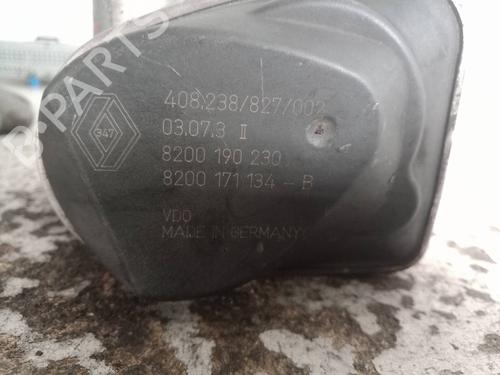 408.238/827/002
03.07.3 II
347
8200 190 230
8200 171 134 - B
VDO
MADE IN GERMANY
B-PARTS